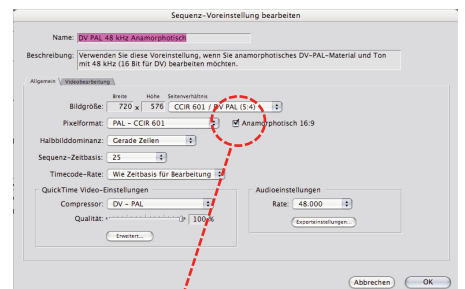 Sequenz-Voreinstellung bearbeiten
Name: DV PAL 48 kHz Anamorphotisch
Beschreibung: Verwenden Sie diese Voreinstellung, wenn Sie anamorphotisches DV-PAL-Material und Ton
mit 48 kHz (16 Bit für DV) bearbeiten möchten.
Allgemein Videobearbeitung
Breite Höhe Seitenverhältnis
Bildgröße: 720 x 576 CCIR 601 / DV PAL (5:4)
Pixelformat: PAL - CCIR 601 Anamorphotisch 16:9
Halbbilddominanz: Gerade Zeilen
Sequenz-Zeitbasis: 25
Timecode-Rate: Wie Zeitbasis für Bearbeitung
QuickTime Video-Einstellungen Audioeinstellungen
Compressor: DV - PAL Rate: 48.000
Qualität: 100 % Exporteinstellungen...
Erweitert...
Abbrechen OK